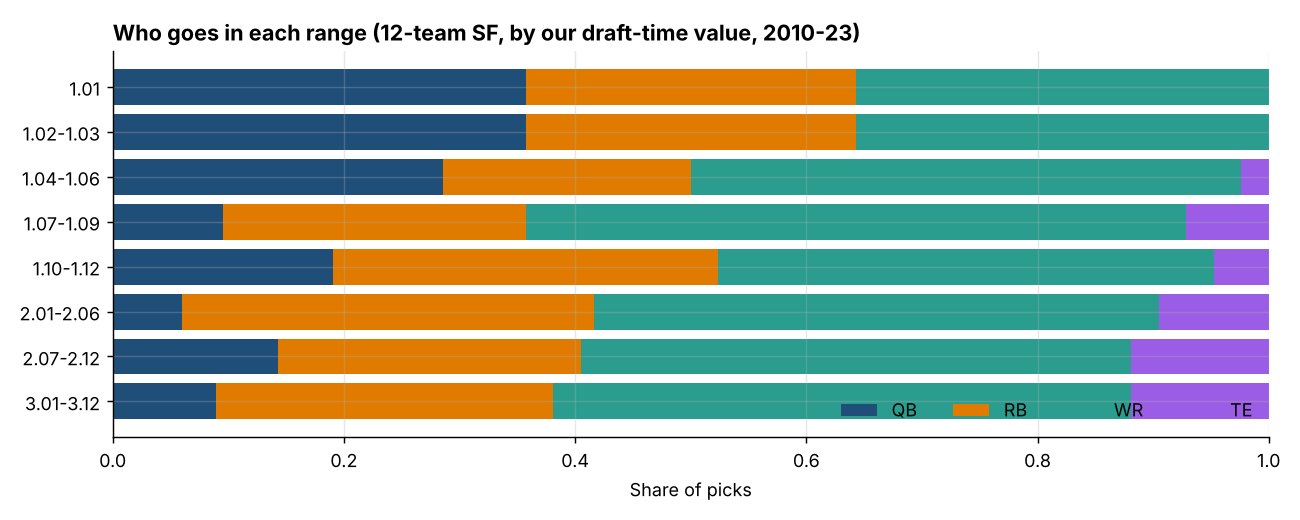 Who goes in each range (12-team SF, by our draft-time value, 2010-23)
1.01
1.02-1.03
1.04-1.06
1.07-1.09
1.10-1.12
2.01-2.06
2.07-2.12
3.01-3.12
QB RB WR TE
0.0 0.2 0.4 0.6 0.8 1.0
Share of picks